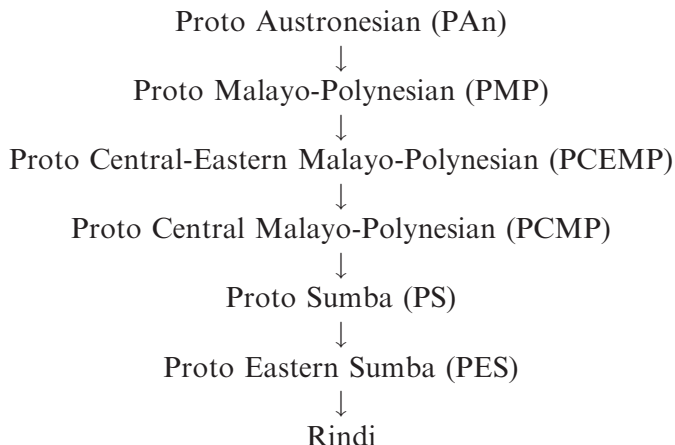 Proto Austronesian (PAn)
↓
Proto Malayo-Polynesian (PMP)
↓
Proto Central-Eastern Malayo-Polynesian (PCEMP)
↓
Proto Central Malayo-Polynesian (PCMP)
↓
Proto Sumba (PS)
↓
Proto Eastern Sumba (PES)
↓
Rindi